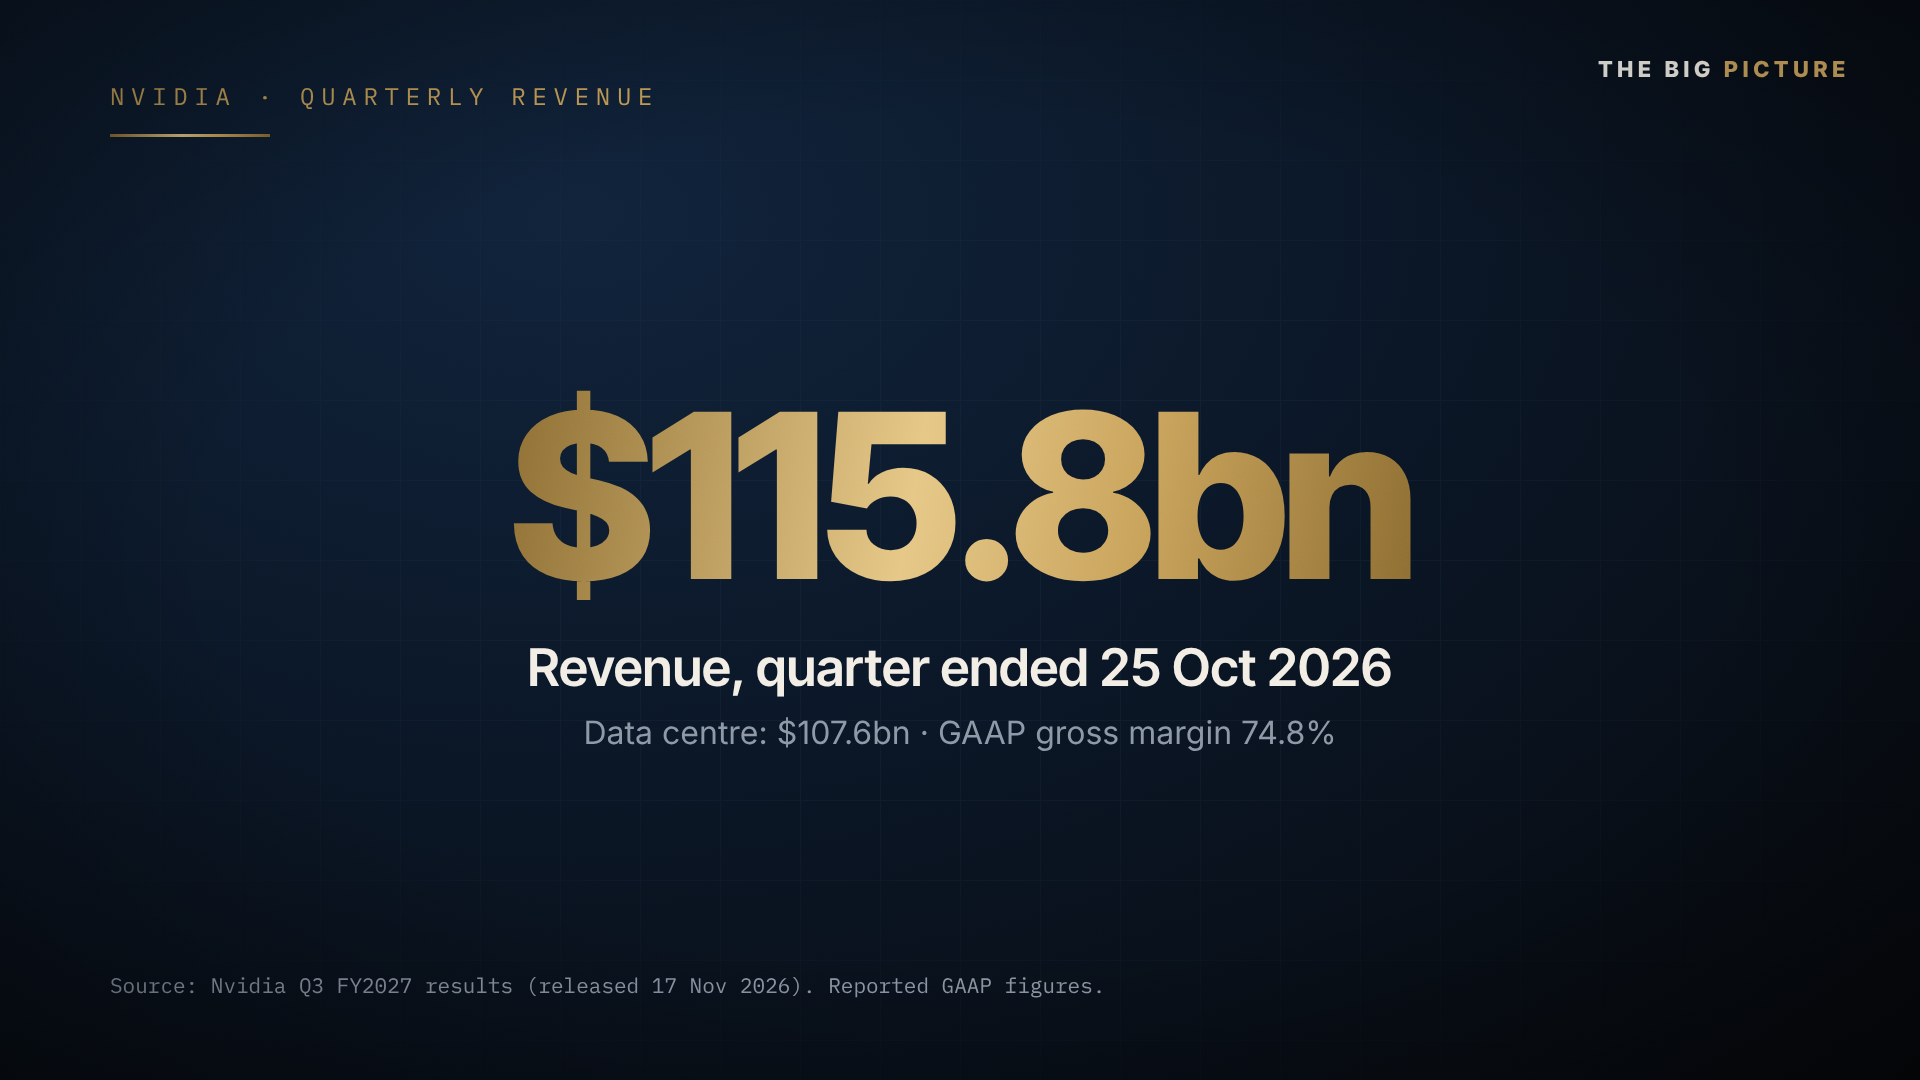 NVIDIA · QUARTERLY REVENUE
THE BIG PICTURE
$115.8bn
Revenue, quarter ended 25 Oct 2026
Data centre: $107.6bn · GAAP gross margin 74.8%
Source: Nvidia Q3 FY2027 results (released 17 Nov 2026). Reported GAAP figures.